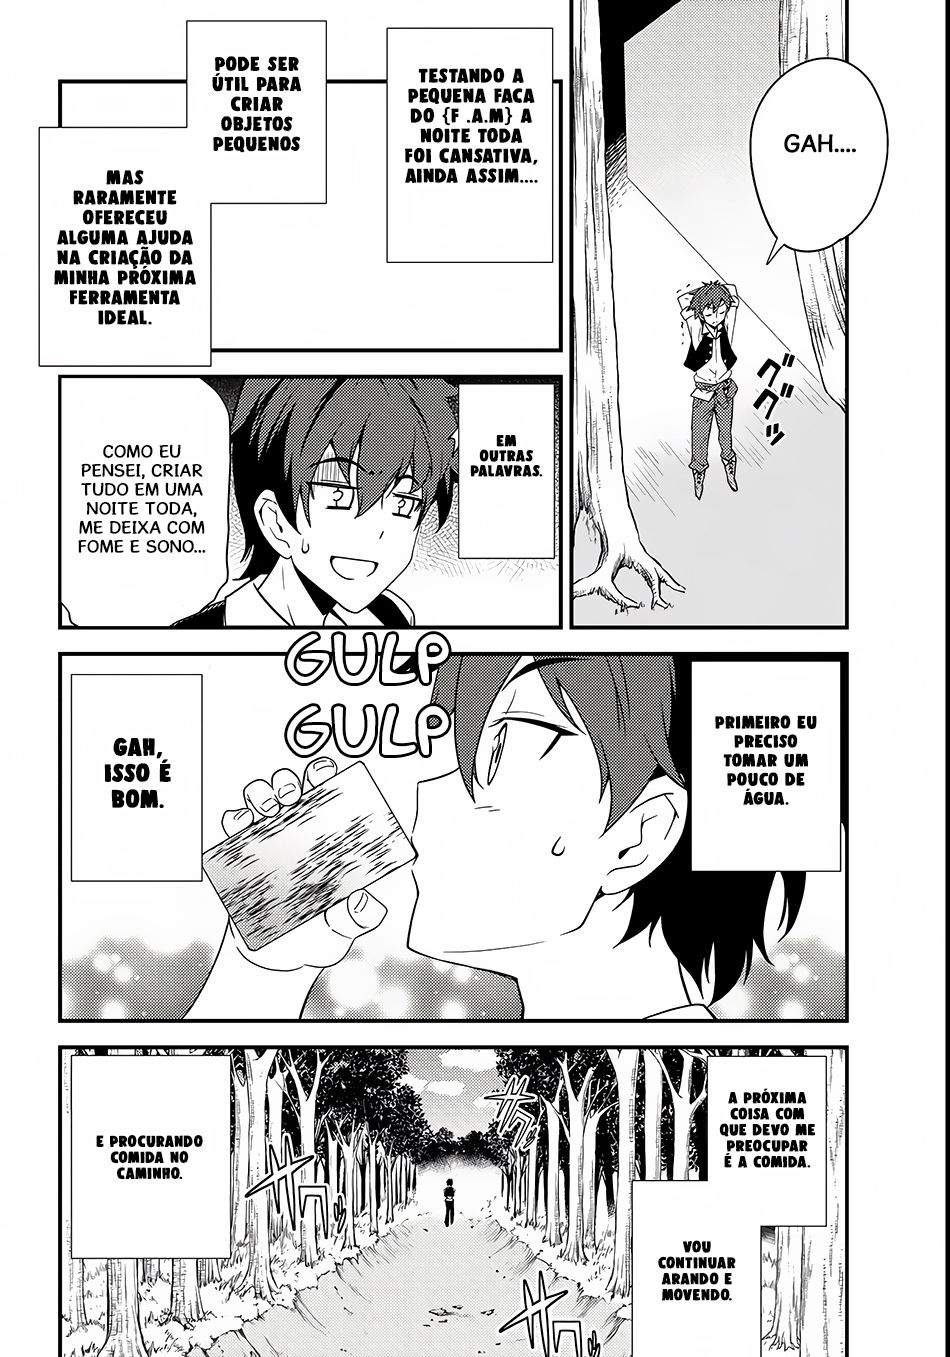 GAH....
TESTANDO A
PEQUENA FACA
DO {F .A.M} A
NOITE TODA
FOI CANSATIVA,
AINDA ASSIM....
PODE SER
ÚTIL PARA
CRIAR
OBJETOS
PEQUENOS
MAS
RARAMENTE
OFERECEU
ALGUMA AJUDA
NA CRIAÇÃO DA
MINHA PRÓXIMA
FERRAMENTA
IDEAL.
EM
OUTRAS
PALAVRAS.
COMO EU
PENSEI, CRIAR
TUDO EM UMA
NOITE TODA,
ME DEIXA COM
FOME E SONO...
PRIMEIRO EU
PRECISO
TOMAR UM
POUCO DE
ÁGUA.
GULP
GULP
GAH,
ISSO É
BOM.
A PRÓXIMA
COISA COM
QUE DEVO ME
PREOCUPAR
É A COMIDA.
VOU
CONTINUAR
ARANDO E
MOVENDO.
E PROCURANDO
COMIDA NO
CAMINHO.